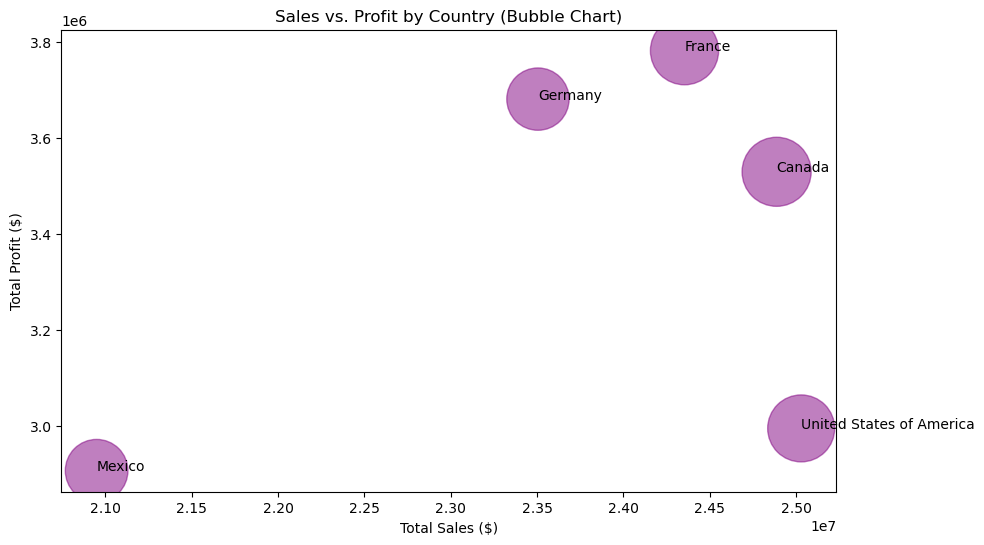 Sales vs. Profit by Country (Bubble Chart)
1e6
3.8
3.6
3.4
3.2
3.0
Total Profit ($)
France
Germany
Canada
United States of America
Mexico
2.10 2.15 2.20 2.25 2.30 2.35 2.40 2.45 2.50
1e7
Total Sales ($)